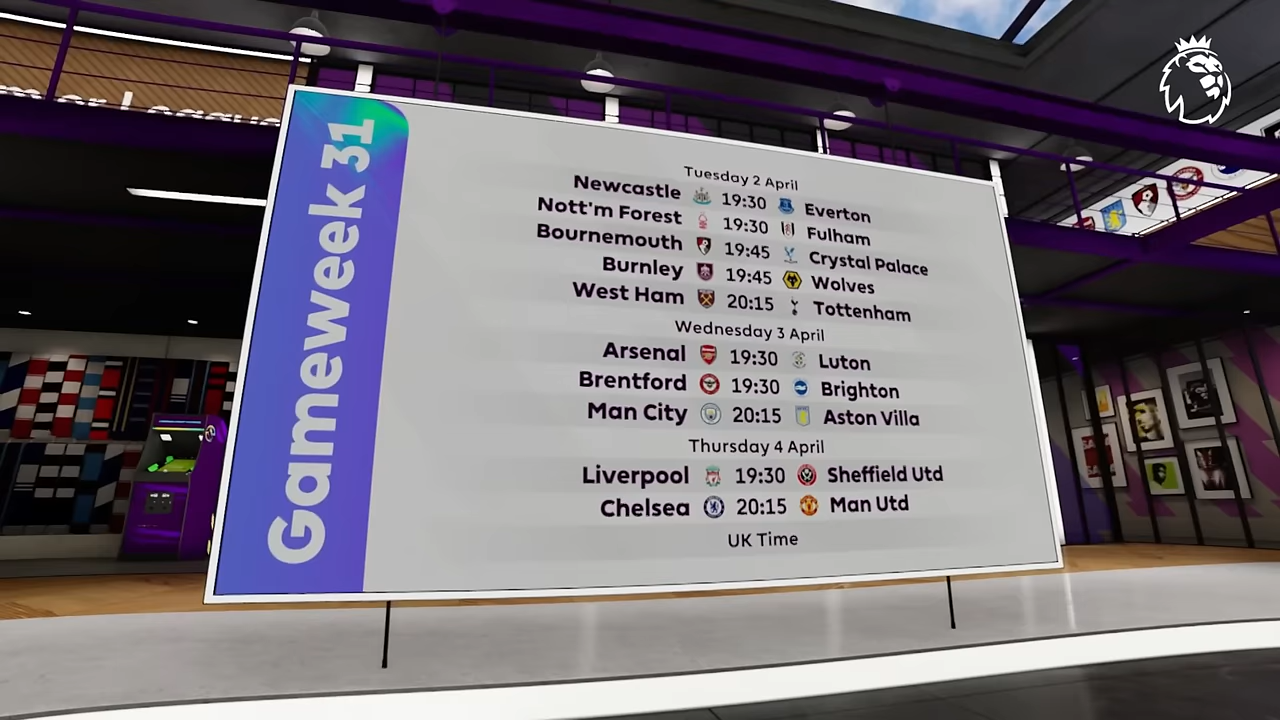 Gameweek 31
Tuesday 2 April
Newcastle 19:30 Everton
Nott'm Forest 19:30 Fulham
Bournemouth 19:45 Crystal Palace
Burnley 19:45 Wolves
West Ham 20:15 Tottenham
Wednesday 3 April
Arsenal 19:30 Luton
Brentford 19:30 Brighton
Man City 20:15 Aston Villa
Thursday 4 April
Liverpool 19:30 Sheffield Utd
Chelsea 20:15 Man Utd
UK Time